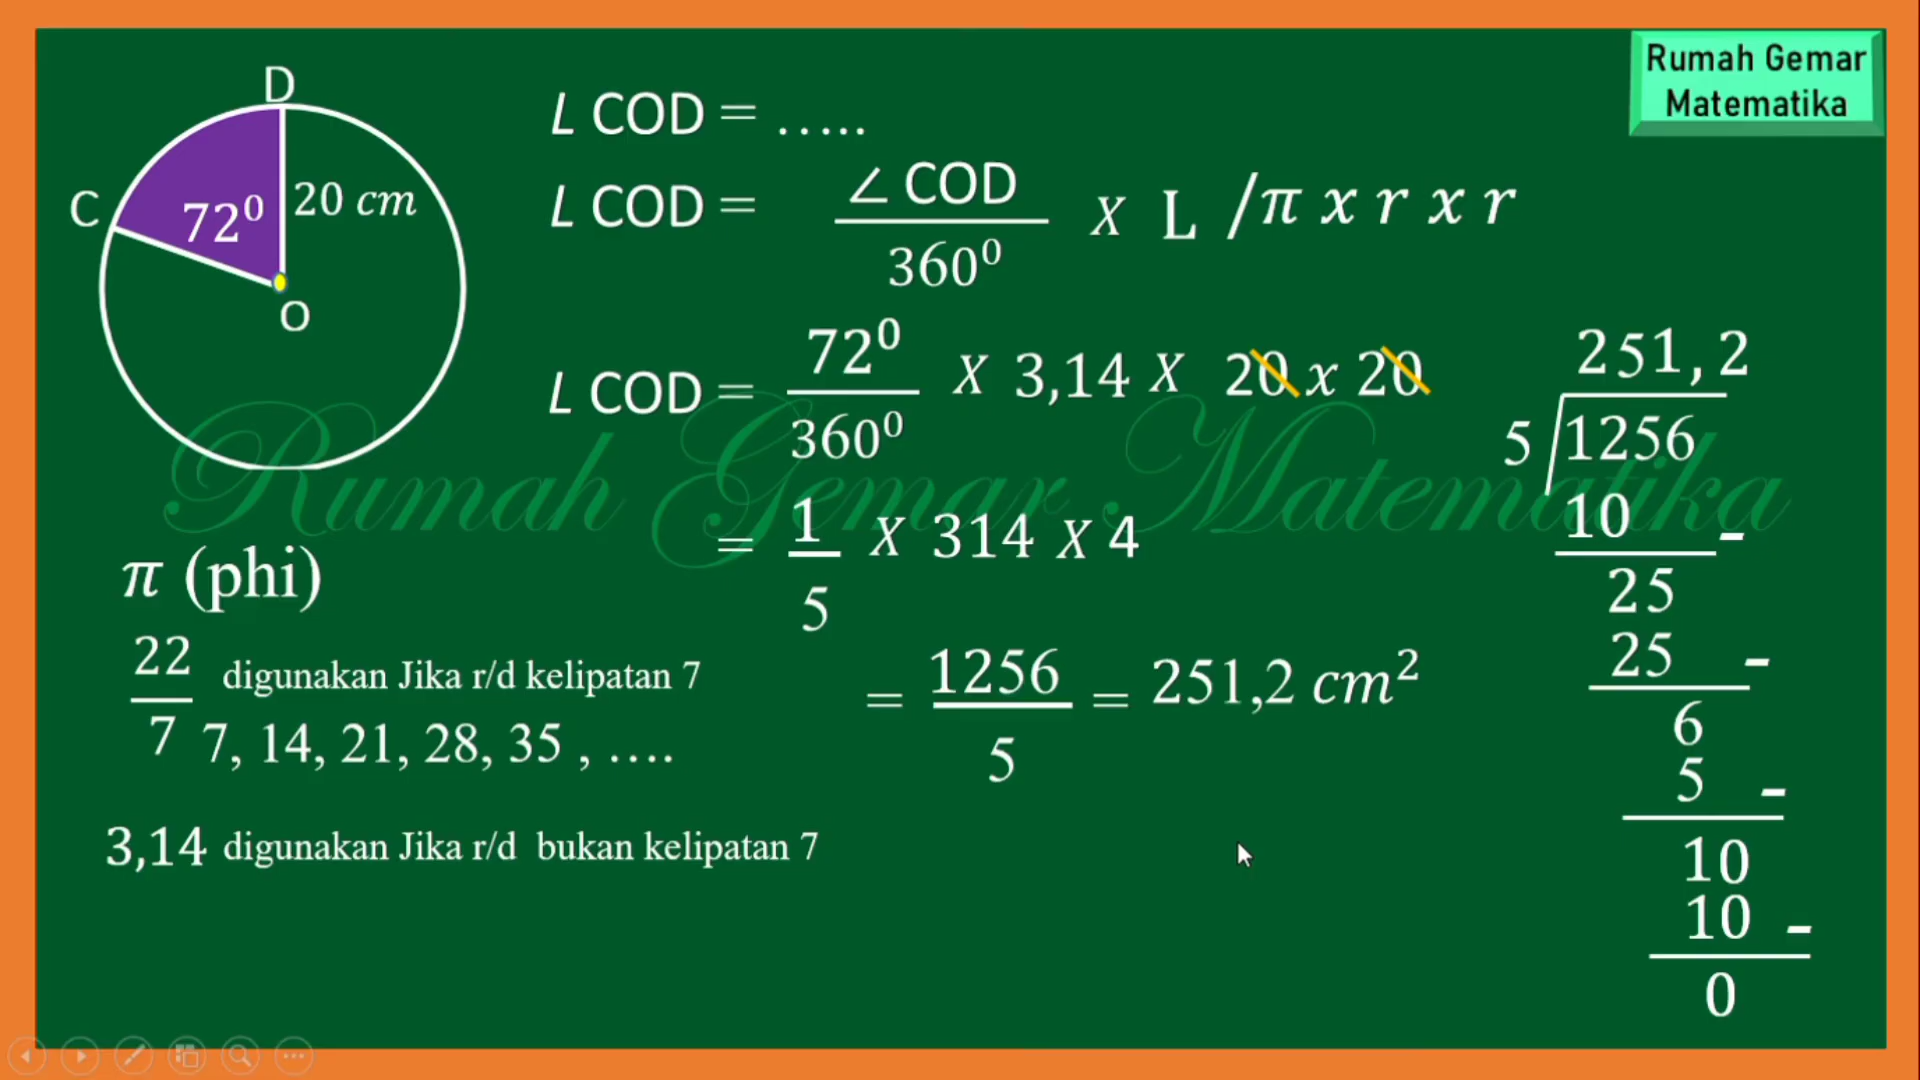 Rumah Gemar
Matematika
D
C
72⁰
20 cm
O
L COD = .....
L COD = ∠ COD / 360⁰ X L /π x r x r
L COD = 72⁰ / 360⁰ X 3,14 X 20 x 20
= 1 / 5 X 314 X 4
= 1256 / 5 = 251,2 cm²
251,2
5 1256
10 -
25
25 -
6
5 -
10
10 -
0
π (phi)
22 / 7 digunakan Jika r/d kelipatan 7
7, 14, 21, 28, 35 , ....
3,14 digunakan Jika r/d bukan kelipatan 7
Rumah Gemar Matematika